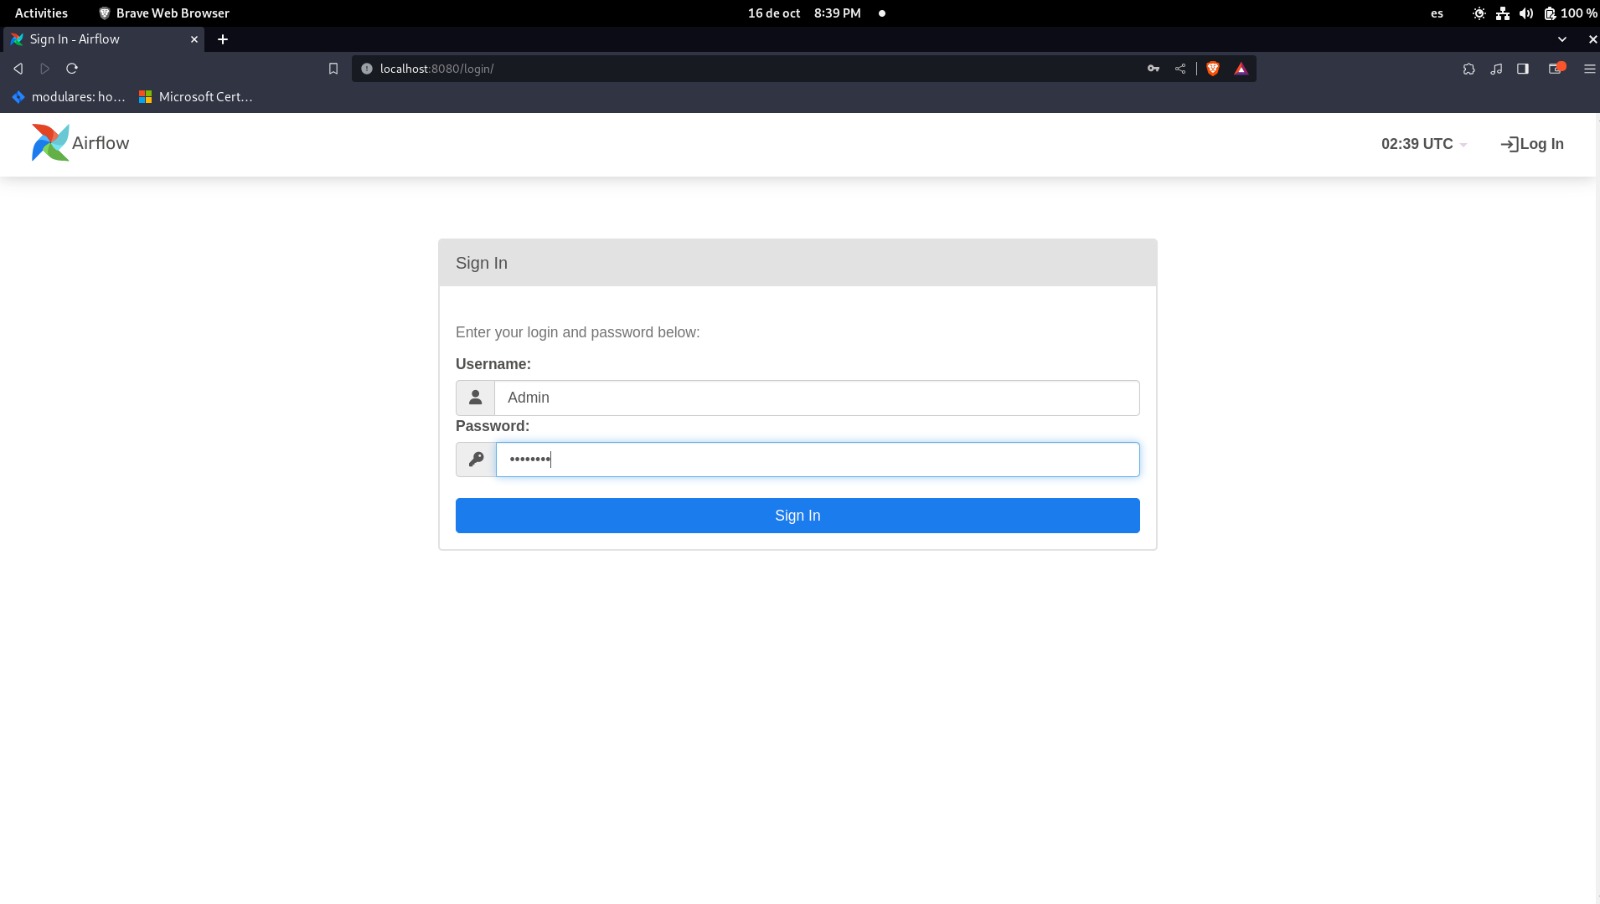 Activities Brave Web Browser 16 de oct 8:39 PM es 100 %
Sign In - Airflow
localhost:8080/login/
modulares: ho... Microsoft Cert...
Airflow 02:39 UTC Log In
Sign In
Enter your login and password below:
Username:
Admin
Password:
••••••••
Sign In